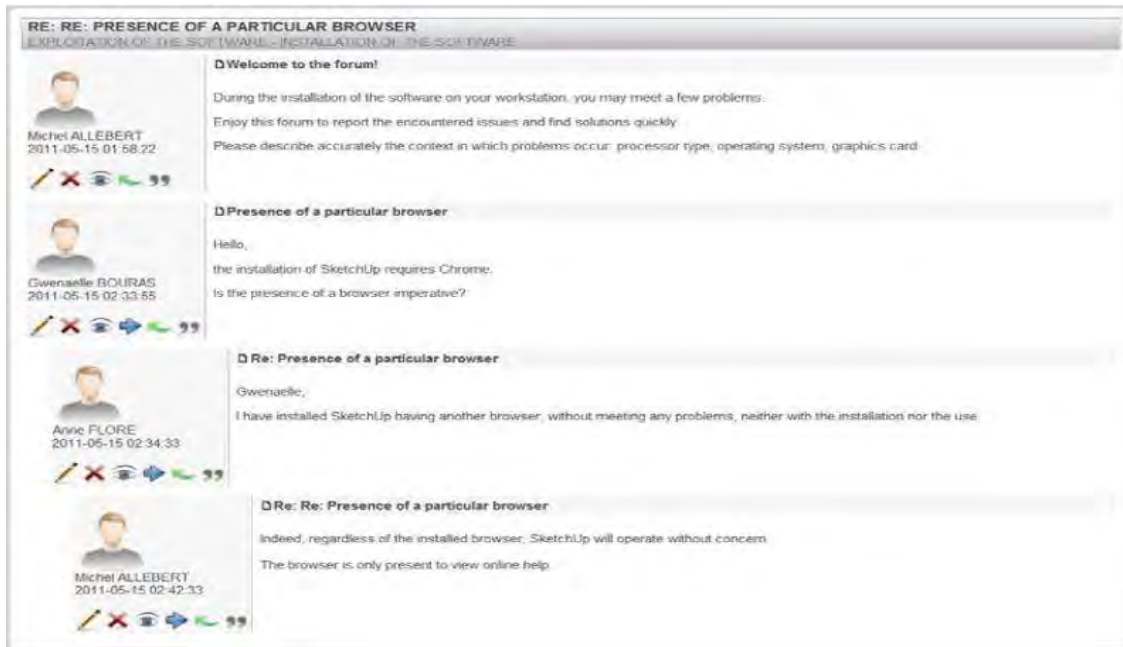 RE: RE: PRESENCE OF A PARTICULAR BROWSER
EXPLOITATION OF THE SOFTWARE - INSTALLATION OF THE SOFTWARE
Welcome to the forum!
During the installation of the software on your workstation, you may meet a few problems.
Enjoy this forum to report the encountered issues and find solutions quickly
Please describe accurately the context in which problems occur: processor type, operating system, graphics card
Michel ALLEBERT
2011-05-15 01:58:22
Presence of a particular browser
Hello,
the installation of SketchUp requires Chrome.
Is the presence of a browser imperative?
Gwenaelle BOURAS
2011-05-15 02:33:55
Re: Presence of a particular browser
Gwenaelle,
I have installed SketchUp having another browser, without meeting any problems, neither with the installation nor the use
Anne FLORE
2011-05-15 02:34:33
Re: Re: Presence of a particular browser
Indeed, regardless of the installed browser, SketchUp will operate without concern
The browser is only present to view online help
Michel ALLEBERT
2011-05-15 02:42:33